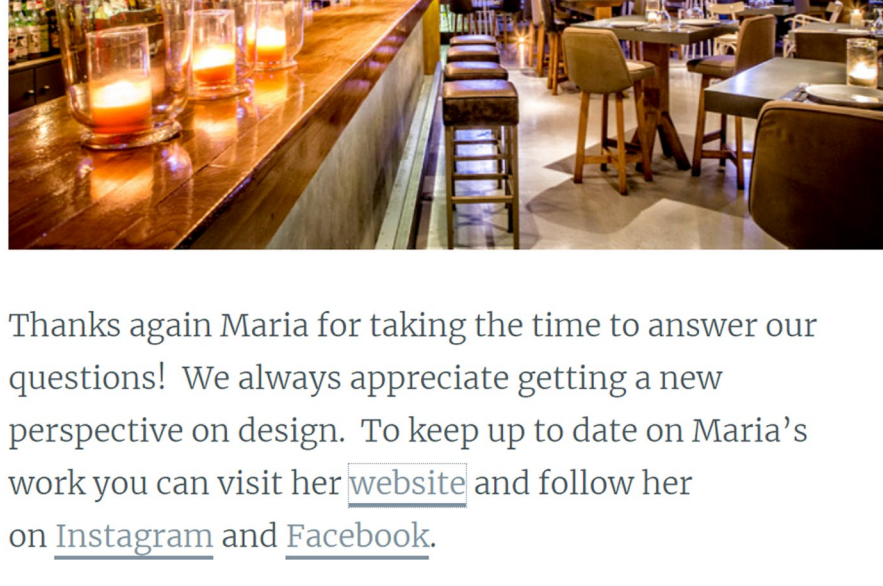 Thanks again Maria for taking the time to answer our
questions!  We always appreciate getting a new
perspective on design.  To keep up to date on Maria’s
work you can visit her website and follow her
on Instagram and Facebook.